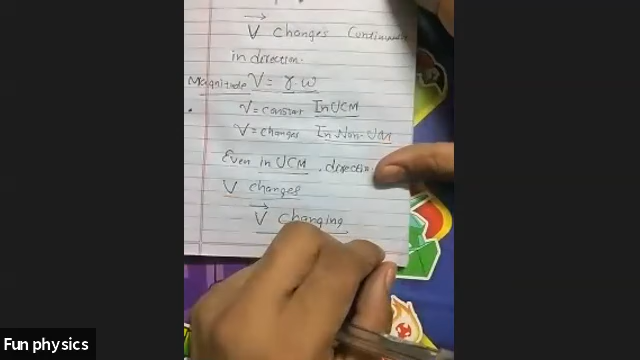 V changes Continuously
in direction.
Magnitude V = r.ω
V = constant In UCM
V = changes In Non-UCM
Even in UCM, direction
V changes
V Changing
Fun physics